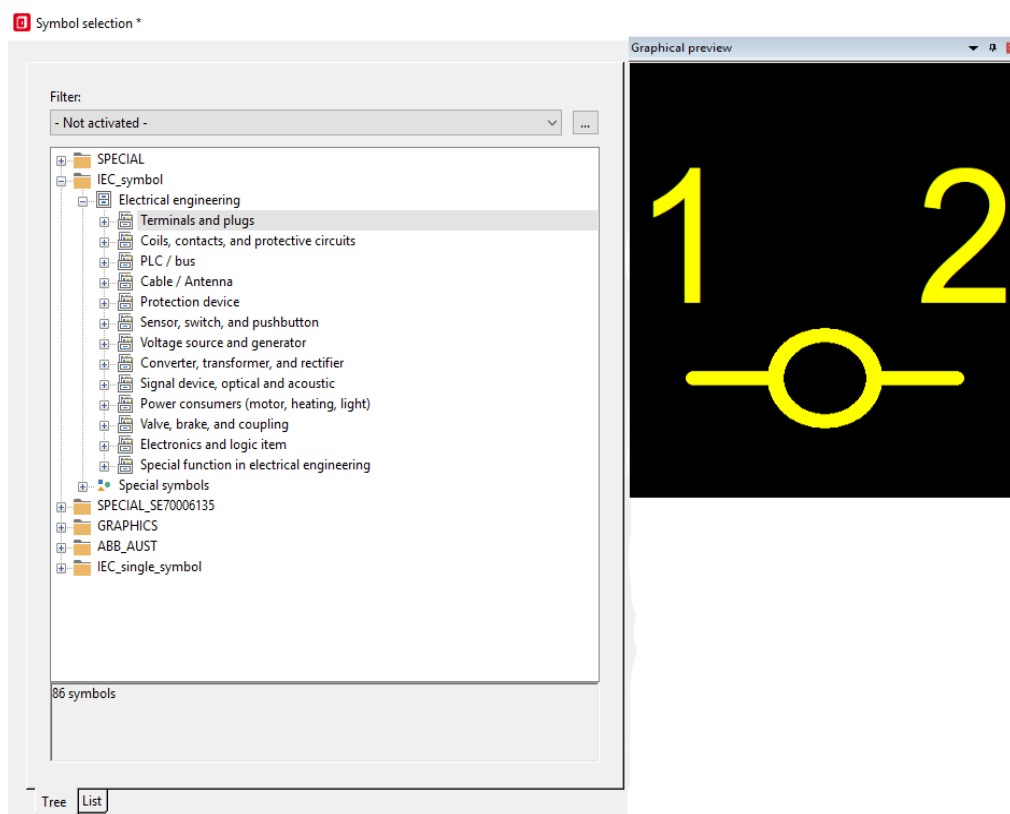 Symbol selection *
Graphical preview
Filter:
- Not activated -
...
SPECIAL
IEC_symbol
Electrical engineering
Terminals and plugs
Coils, contacts, and protective circuits
PLC / bus
Cable / Antenna
Protection device
Sensor, switch, and pushbutton
Voltage source and generator
Converter, transformer, and rectifier
Signal device, optical and acoustic
Power consumers (motor, heating, light)
Valve, brake, and coupling
Electronics and logic item
Special function in electrical engineering
Special symbols
SPECIAL_SE70006135
GRAPHICS
ABB_AUST
IEC_single_symbol
86 symbols
Tree List
1 2